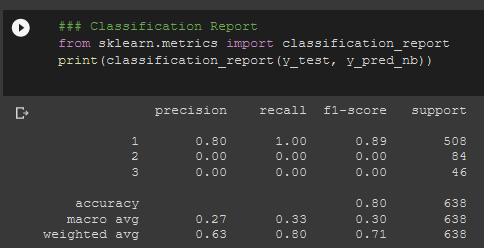 ### Classification Report
from sklearn.metrics import classification_report
print(classification_report(y_test, y_pred_nb))
precision recall f1-score support
1 0.80 1.00 0.89 508
2 0.00 0.00 0.00 84
3 0.00 0.00 0.00 46
accuracy 0.80 638
macro avg 0.27 0.33 0.30 638
weighted avg 0.63 0.80 0.71 638